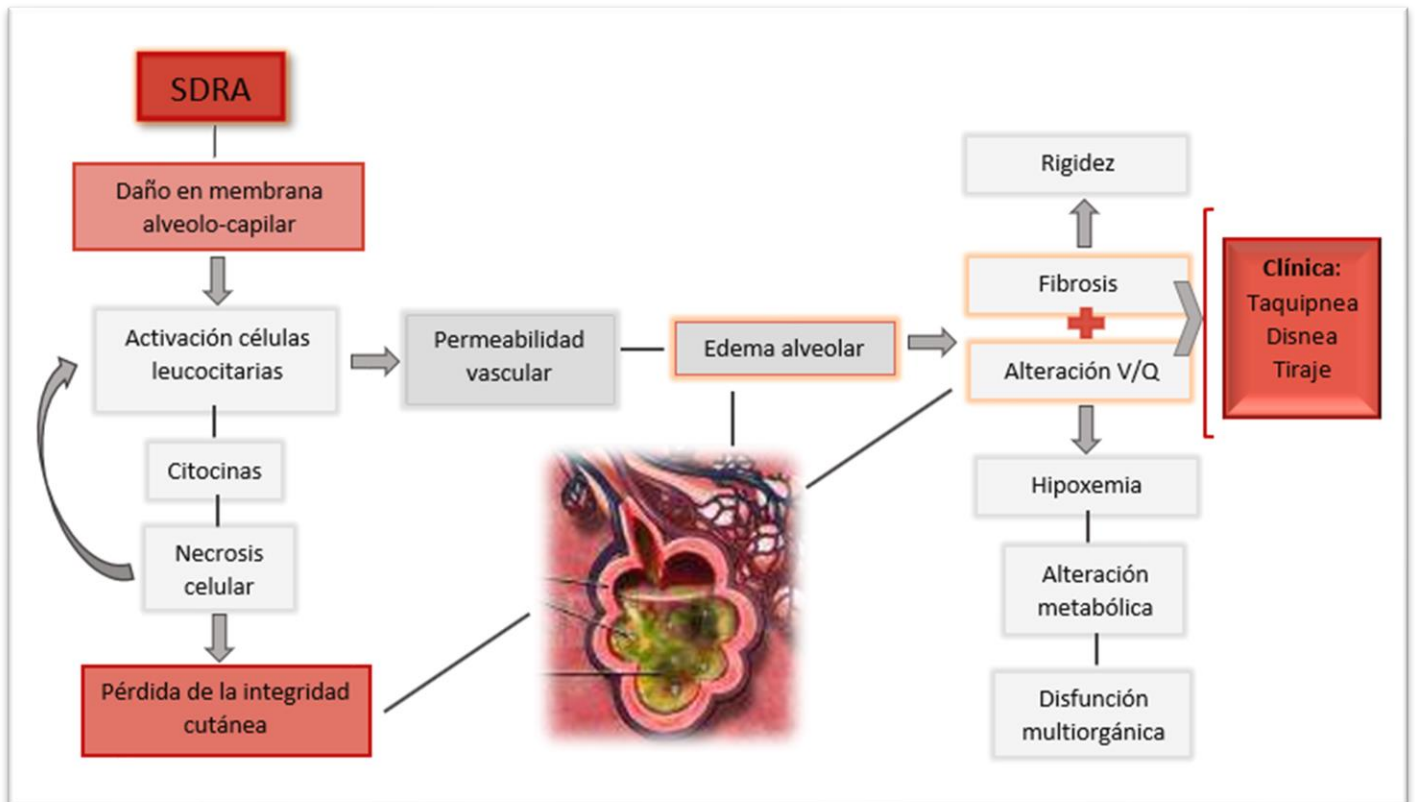 SDRA
Daño en membrana
alveolo-capilar
Activación células
leucocitarias
Citocinas
Necrosis
celular
Pérdida de la integridad
cutánea
Permeabilidad
vascular
Edema alveolar
Rigidez
Fibrosis
Alteración V/Q
Hipoxemia
Alteración
metabólica
Disfunción
multiorgánica
Clínica:
Taquipnea
Disnea
Tiraje